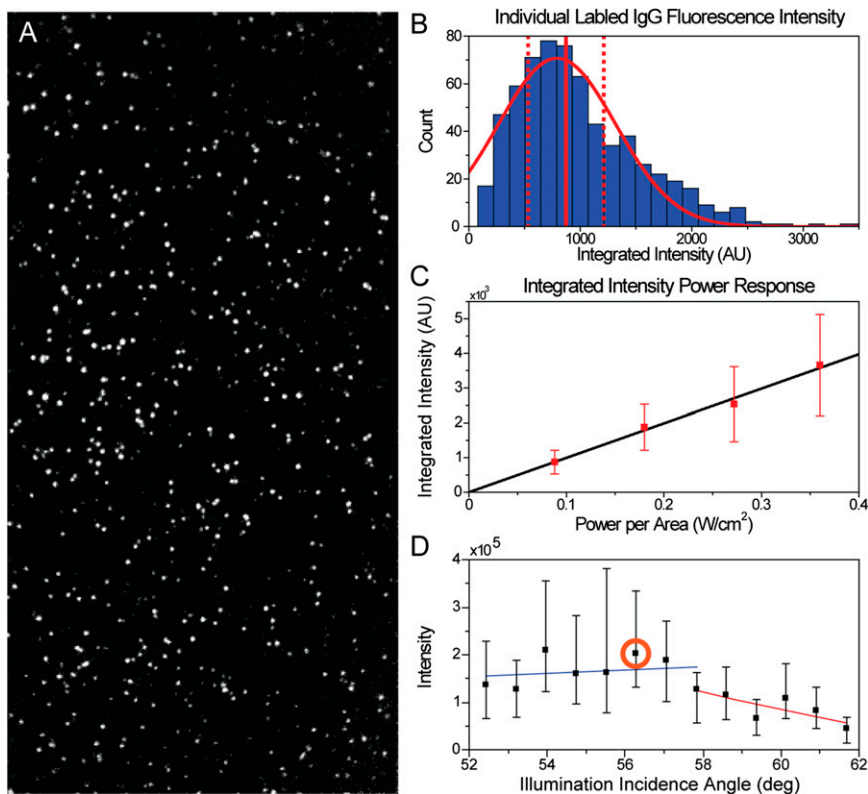 A
B
Individual Labled IgG Fluorescence Intensity
80
60
40
20
0
Count
0
1000
2000
3000
Integrated Intensity (AU)
C
Integrated Intensity Power Response
x10³
5
4
3
2
1
0
Integrated Intensity (AU)
0
0.1
0.2
0.3
0.4
Power per Area (W/cm²)
D
x10⁵
4
3
2
1
0
Intensity
52
54
56
58
60
62
Illumination Incidence Angle (deg)